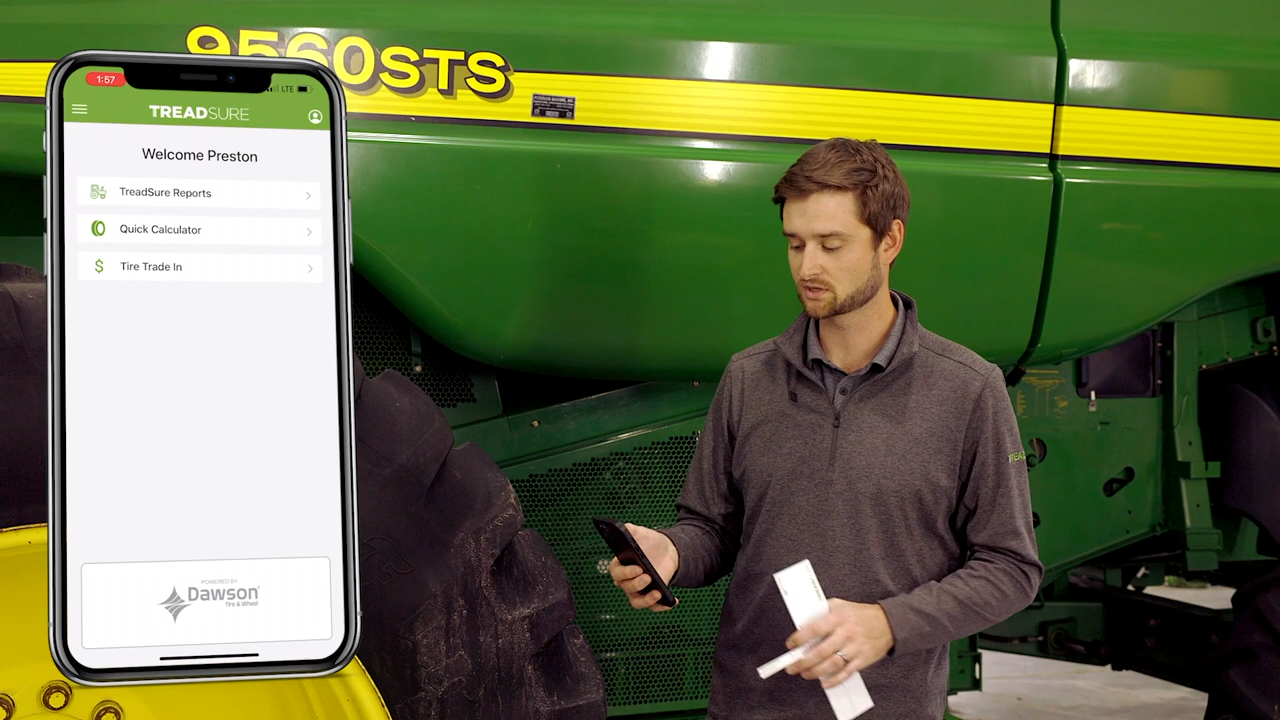 9560STS
1:57
LTE
TREADSURE
Welcome Preston
TreadSure Reports
Quick Calculator
$ Tire Trade In
POWERED BY
Dawson
Tire & Wheel